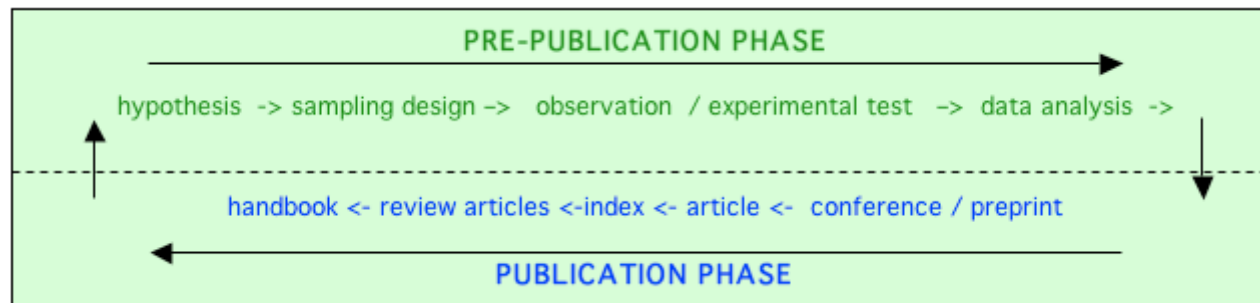 PRE-PUBLICATION PHASE
hypothesis -> sampling design –> observation / experimental test –> data analysis ->
handbook <- review articles <-index <- article <- conference / preprint
PUBLICATION PHASE